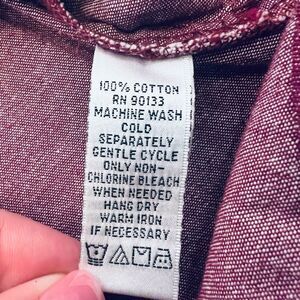 100% COTTON
RN 90133
MACHINE WASH
COLD
SEPARATELY
GENTLE CYCLE
ONLY NON-
CHLORINE BLEACH
WHEN NEEDED
HANG DRY
WARM IRON
IF NECESSARY